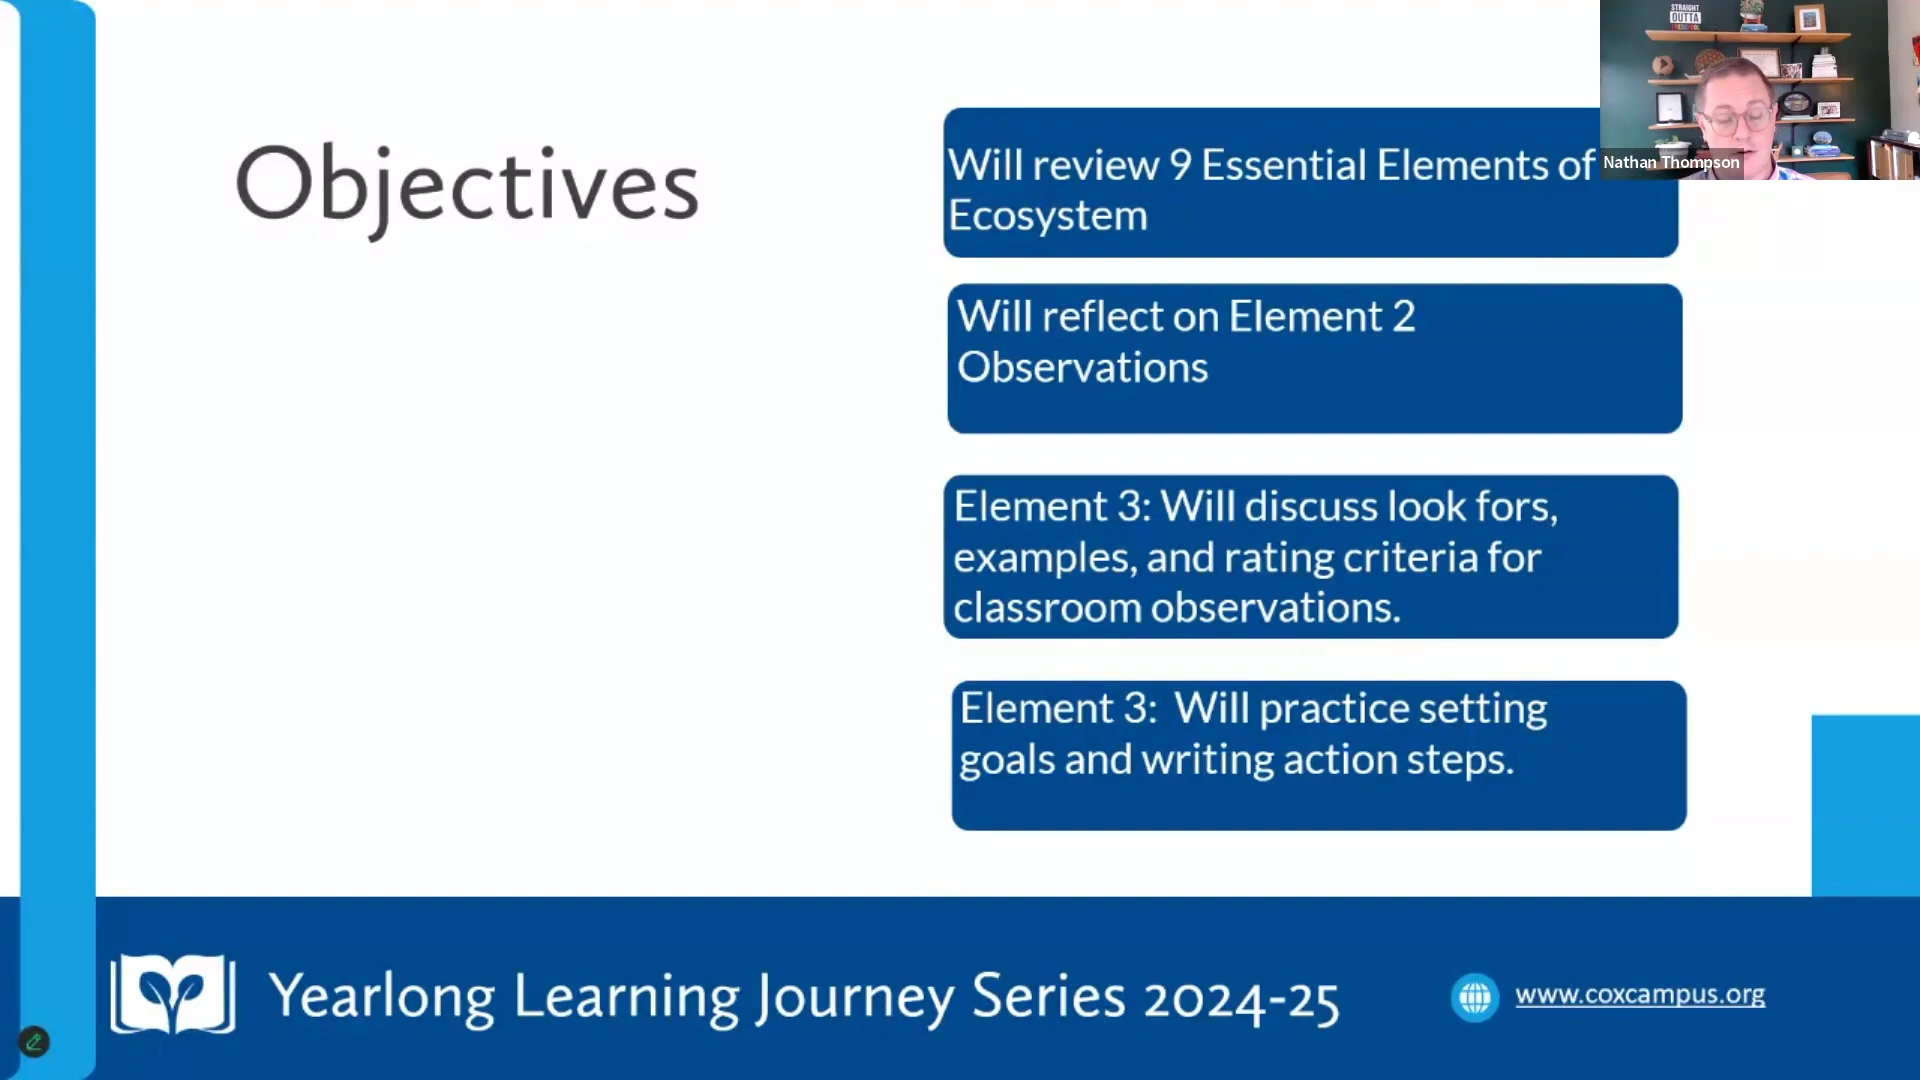 STRAIGHT
OUTTA
Nathan Thompson
Objectives
Will review 9 Essential Elements of
Ecosystem
Will reflect on Element 2
Observations
Element 3: Will discuss look fors,
examples, and rating criteria for
classroom observations.
Element 3: Will practice setting
goals and writing action steps.
Yearlong Learning Journey Series 2024-25
www.coxcampus.org